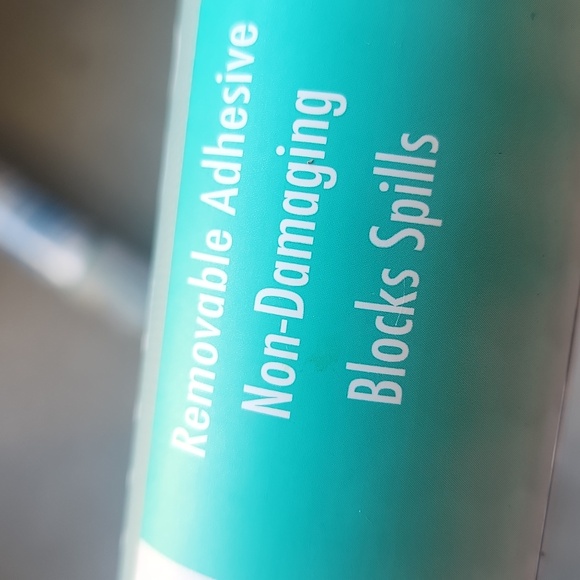 Removable Adhesive
Non-Damaging
Blocks Spills